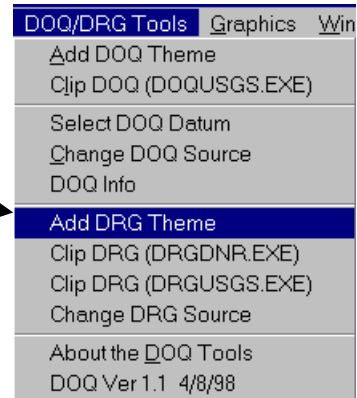 DOQ/DRG Tools Graphics Win
Add DOQ Theme
Clip DOQ (DOQUSGS.EXE)
Select DOQ Datum
Change DOQ Source
DOQ Info
Add DRG Theme
Clip DRG (DRGDNR.EXE)
Clip DRG (DRGUSGS.EXE)
Change DRG Source
About the DOQ Tools
DOQ Ver 1.1 4/8/98